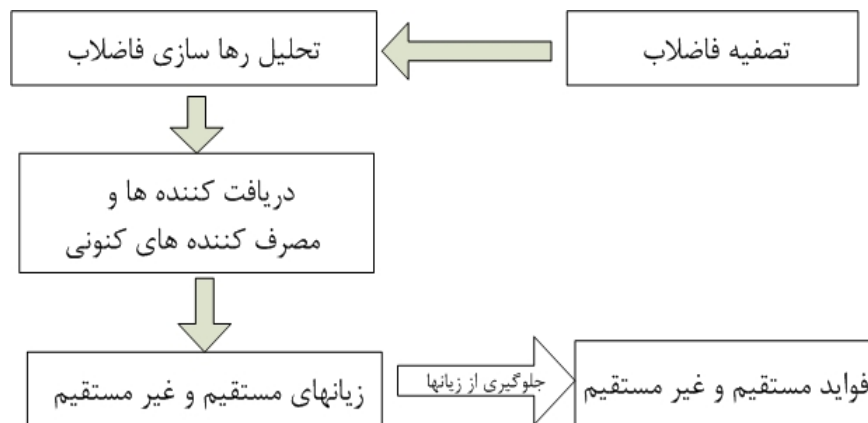 تصفیه فاضلاب
تحلیل رها سازی فاضلاب
دریافت کننده ها و
مصرف کننده های کنونی
زیانهای مستقیم و غیر مستقیم
جلوگیری از زیانها
فواید مستقیم و غیر مستقیم